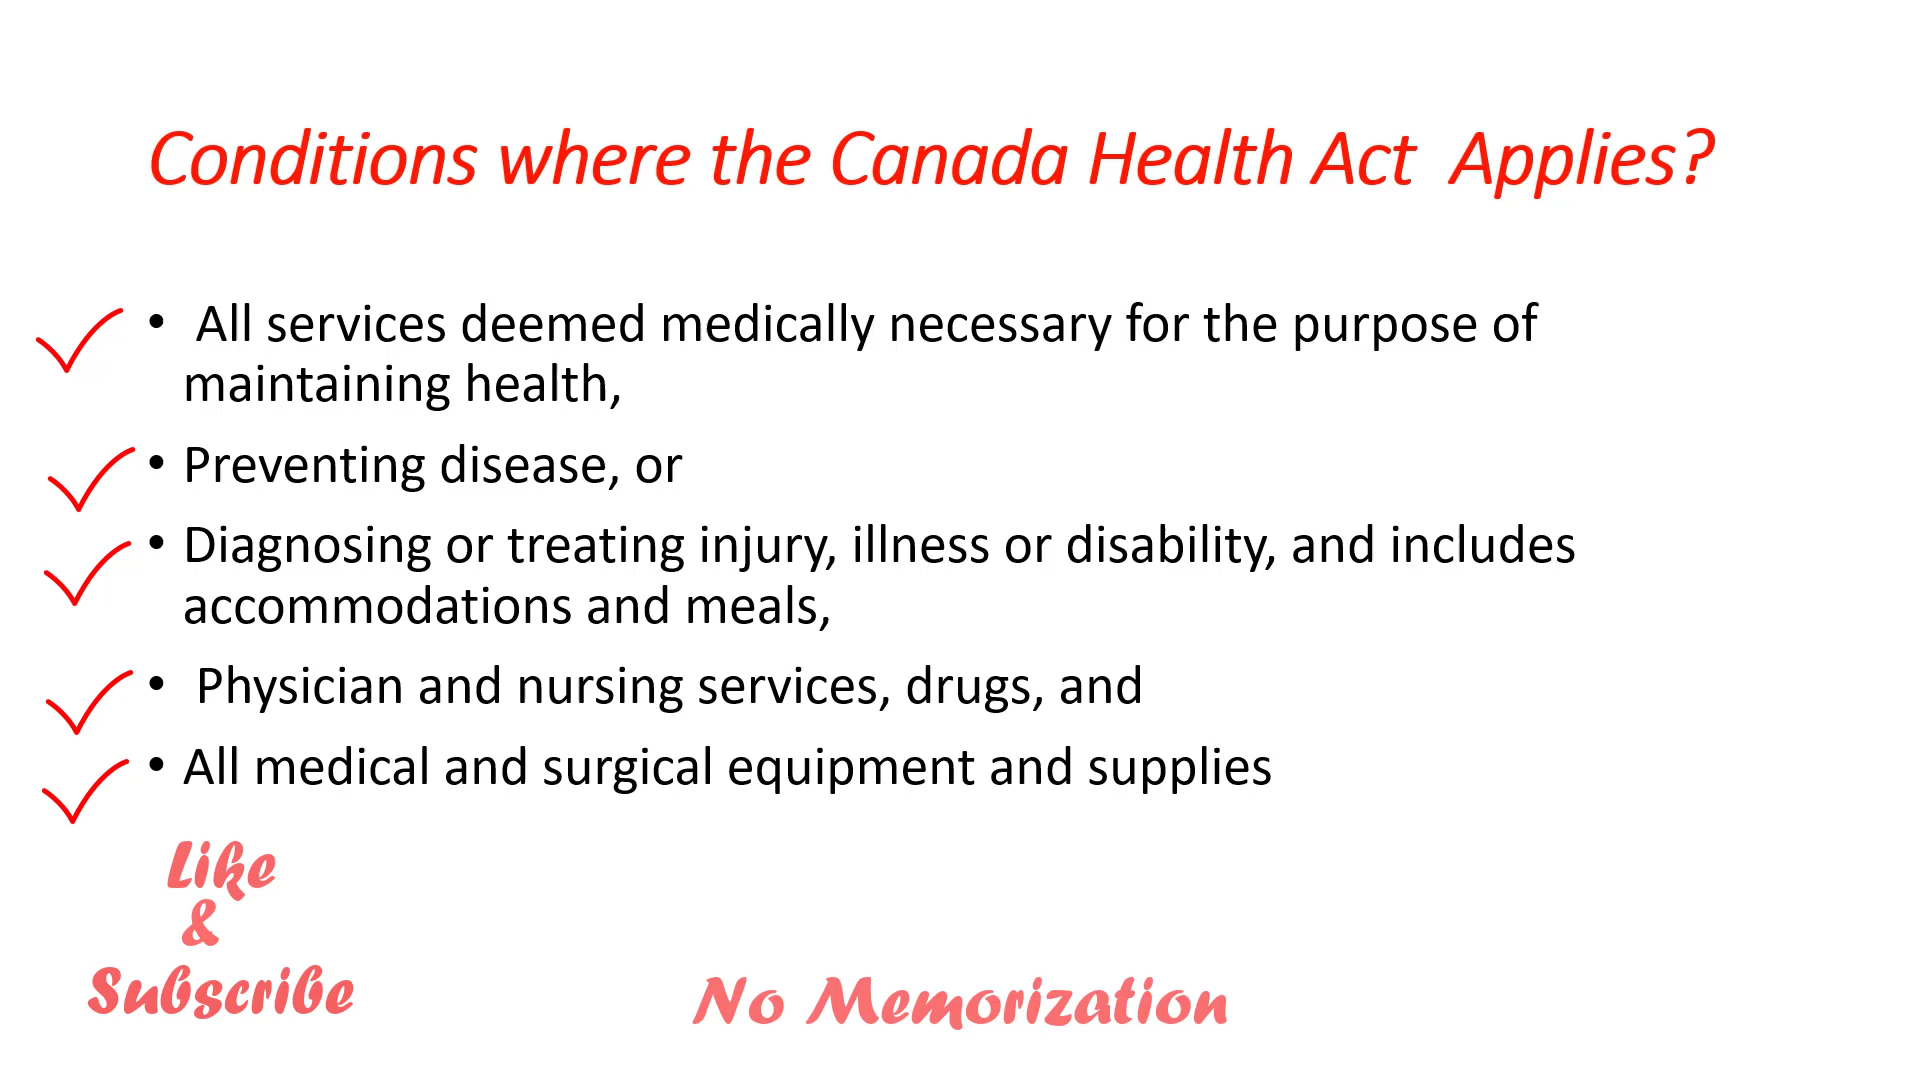 Conditions where the Canada Health Act Applies?
• All services deemed medically necessary for the purpose of
maintaining health,
• Preventing disease, or
• Diagnosing or treating injury, illness or disability, and includes
accommodations and meals,
• Physician and nursing services, drugs, and
• All medical and surgical equipment and supplies
Like
&
Subscribe
No Memorization